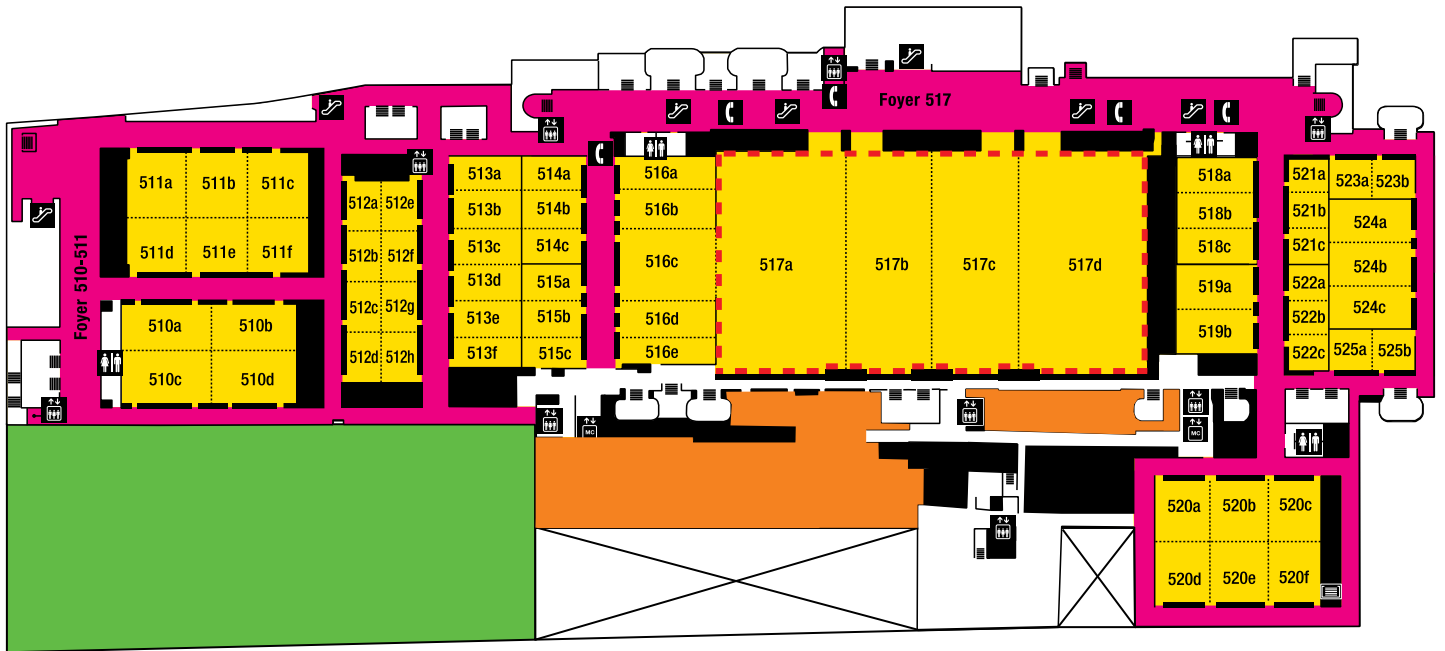 Foyer 517
Foyer 510-511
511a 511b 511c
511d 511e 511f
510a 510b
510c 510d
512a 512e
512b 512f
512c 512g
512d 512h
513a 514a
513b 514b
513c 514c
513d 515a
513e 515b
513f 515c
516a
516b
516c
516d
516e
517a 517b 517c 517d
518a
518b
518c
519a
519b
521a
521b
521c
522a
522b
522c
523a 523b
524a
524b
524c
525a 525b
MC
MC
520a 520b 520c
520d 520e 520f